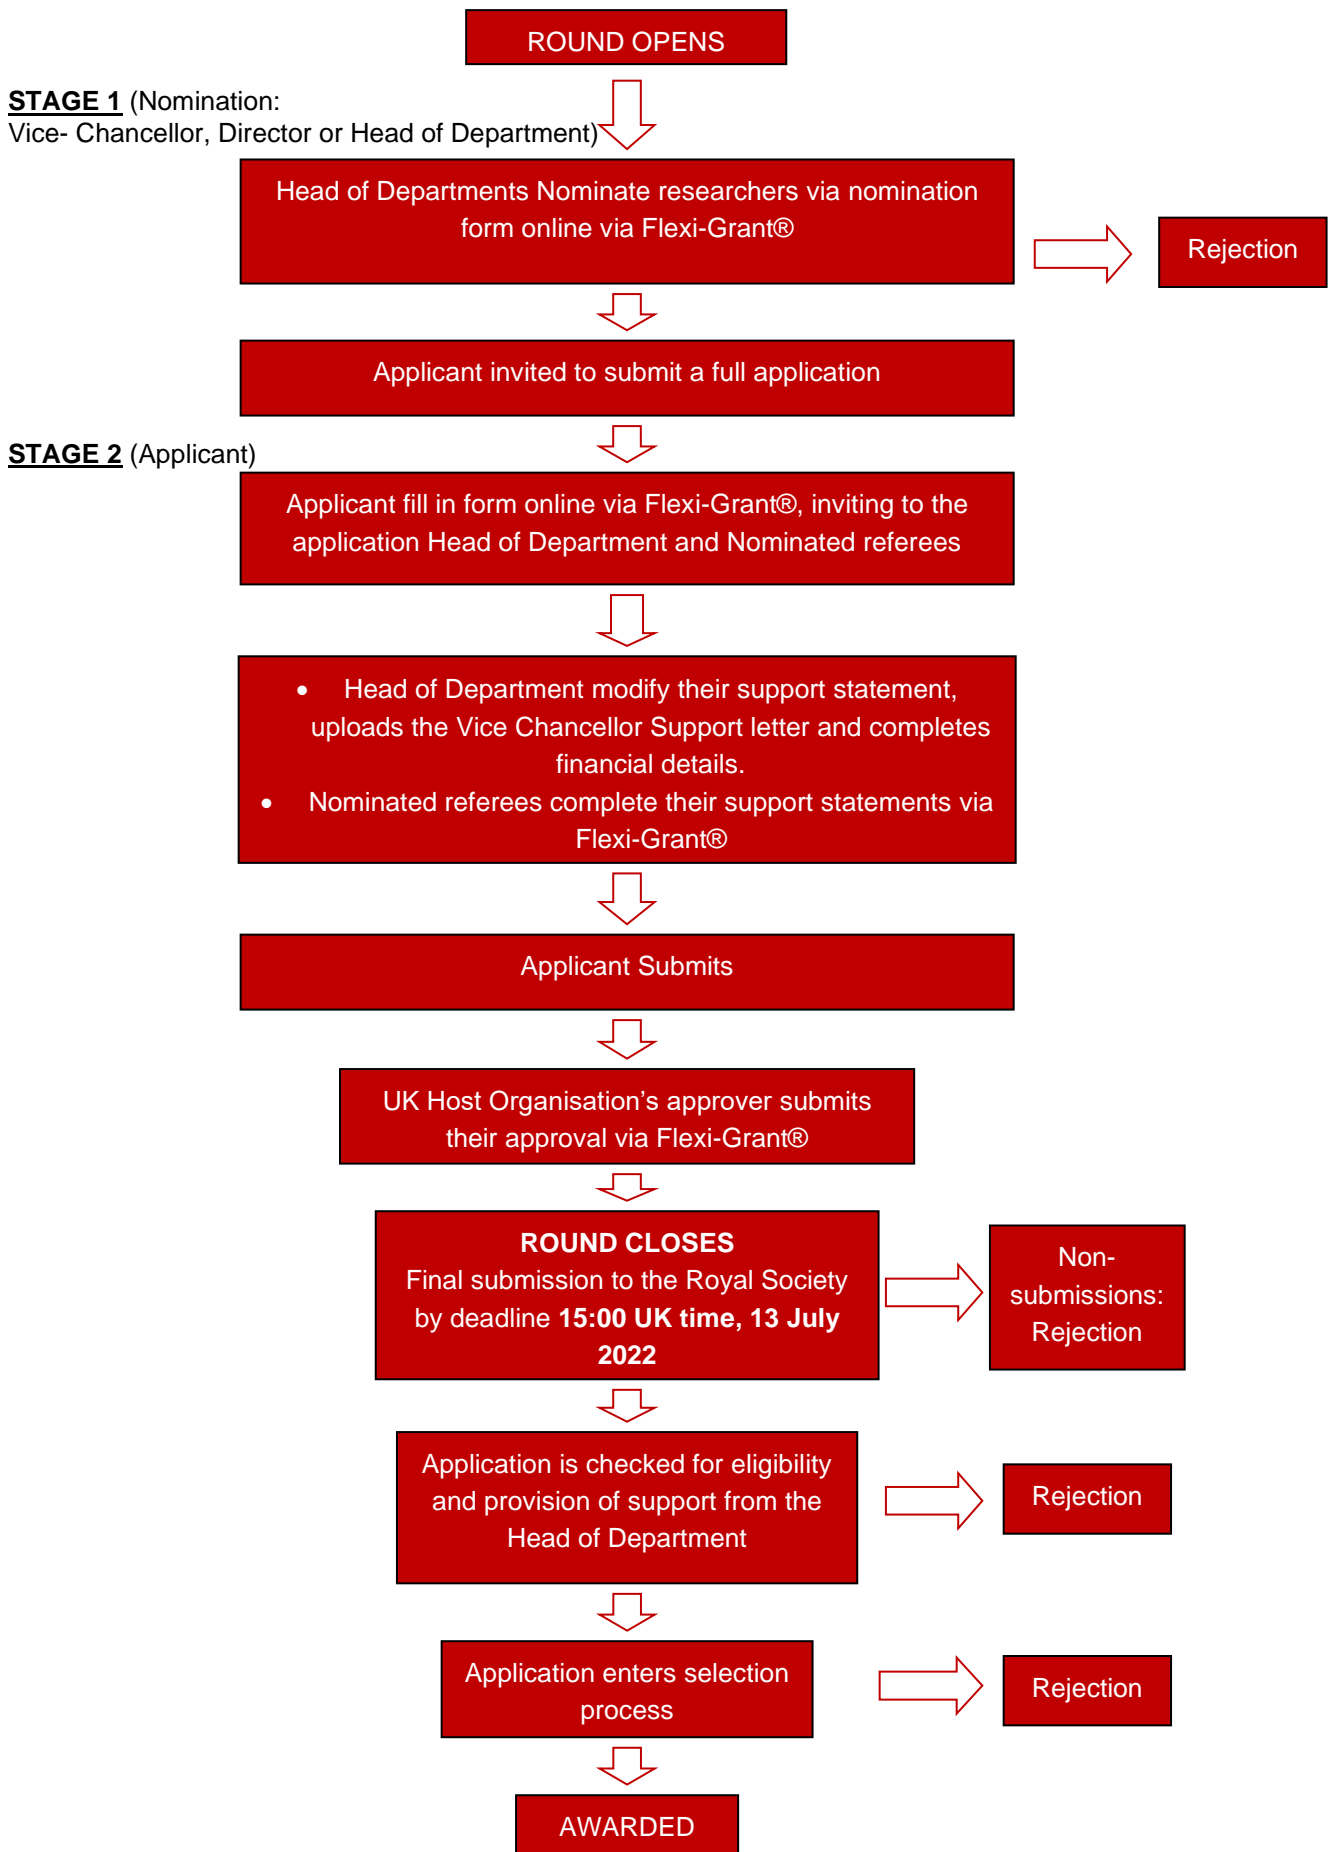 ROUND OPENS
STAGE 1 (Nomination:
Vice- Chancellor, Director or Head of Department)
Head of Departments Nominate researchers via nomination
form online via Flexi-Grant®
Rejection
Applicant invited to submit a full application
STAGE 2 (Applicant)
Applicant fill in form online via Flexi-Grant®, inviting to the
application Head of Department and Nominated referees
• Head of Department modify their support statement,
uploads the Vice Chancellor Support letter and completes
financial details.
• Nominated referees complete their support statements via
Flexi-Grant®
Applicant Submits
UK Host Organisation’s approver submits
their approval via Flexi-Grant®
ROUND CLOSES
Final submission to the Royal Society
by deadline 15:00 UK time, 13 July
2022
Non-
submissions:
Rejection
Application is checked for eligibility
and provision of support from the
Head of Department
Rejection
Application enters selection
process
Rejection
AWARDED